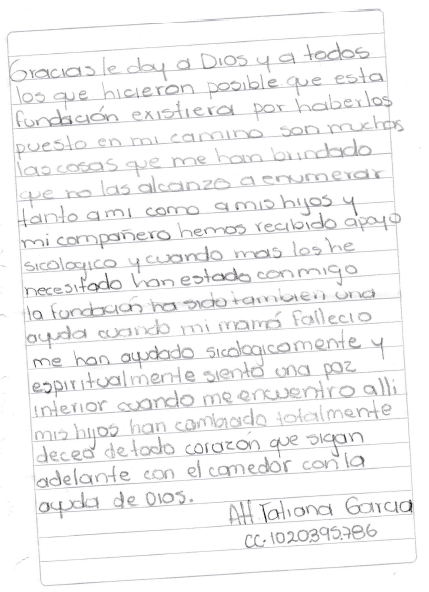 Gracias le doy a Dios y a todos
los que hicieron posible que esta
fundación existiera por haberlos
puesto en mi camino son muchas
las cosas que me han brindado
que no las alcanzo a enumerar
tanto a mi como a mis hijos y
mi compañero hemos recibido apoyo
sicologico y cuando mas los he
necesitado han estado conmigo
la fundación ha sido tambien una
ayuda cuando mi mamá fallecio
me han ayudado sicologicamente y
espiritualmente siento una paz
interior cuando me encuentro alli
mis hijos han cambiado totalmente
deceo de todo corazón que sigan
adelante con el comedor con la
ayuda de Dios.
Att Tatiana Garcia
CC. 1020.395.786